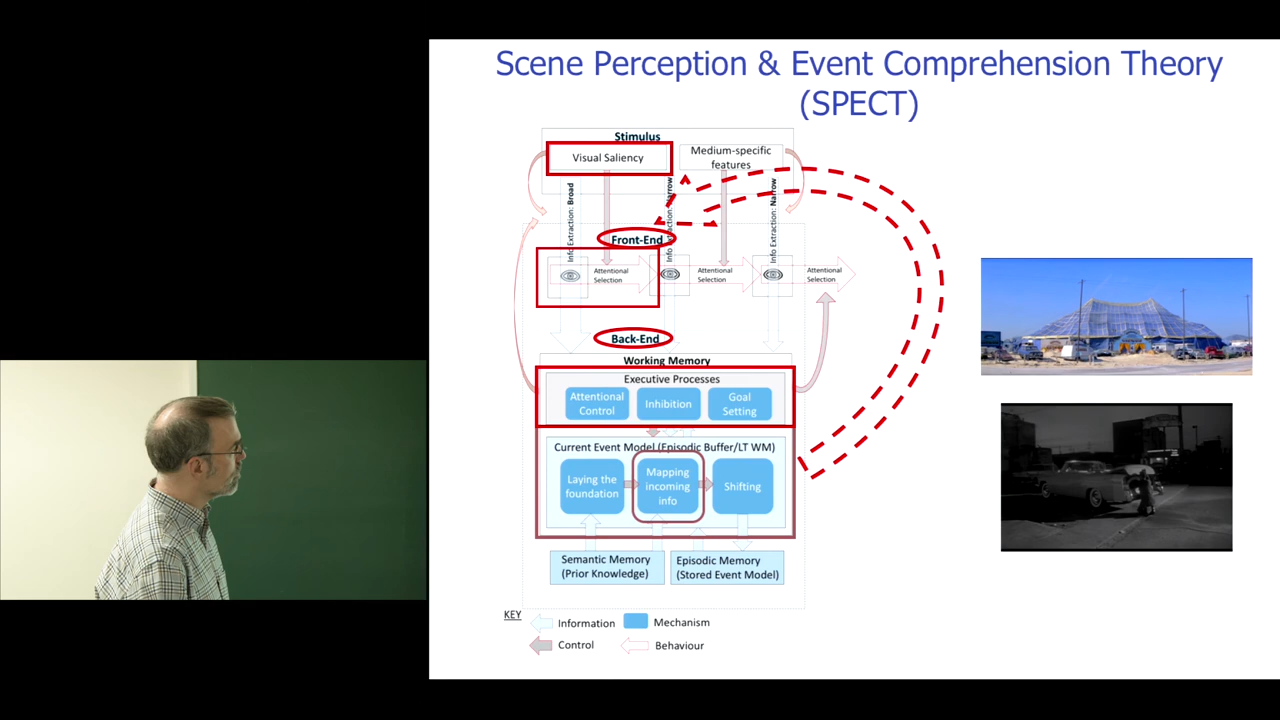 Scene Perception & Event Comprehension Theory
(SPECT)
Stimulus
Visual Saliency
Medium-specific
features
Info Extraction: Broad
Info Extraction: Narrow
Info Extraction: Narrow
Front-End
Attentional
Selection
Attentional
Selection
Attentional
Selection
Back-End
Working Memory
Executive Processes
Attentional
Control
Inhibition
Goal
Setting
Current Event Model (Episodic Buffer/LT WM)
Laying the
foundation
Mapping
incoming
info
Shifting
Semantic Memory
(Prior Knowledge)
Episodic Memory
(Stored Event Model)
KEY
Information
Mechanism
Control
Behaviour